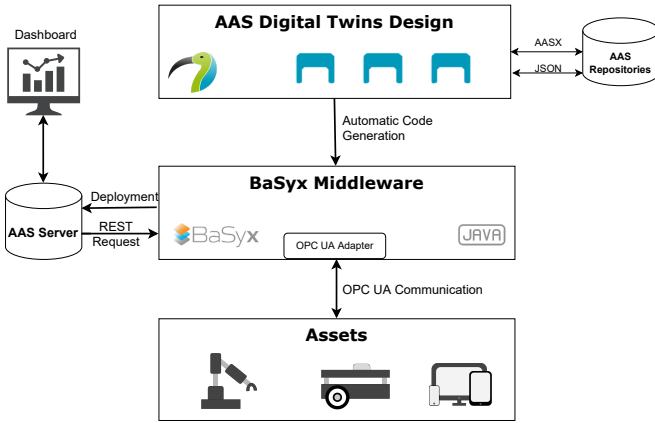 AAS Digital Twins Design
Dashboard
AASX
JSON
AAS
Repositories
Automatic Code
Generation
BaSyx Middleware
Deployment
REST
Request
AAS Server
BaSyx
OPC UA Adapter
JAVA
OPC UA Communication
Assets